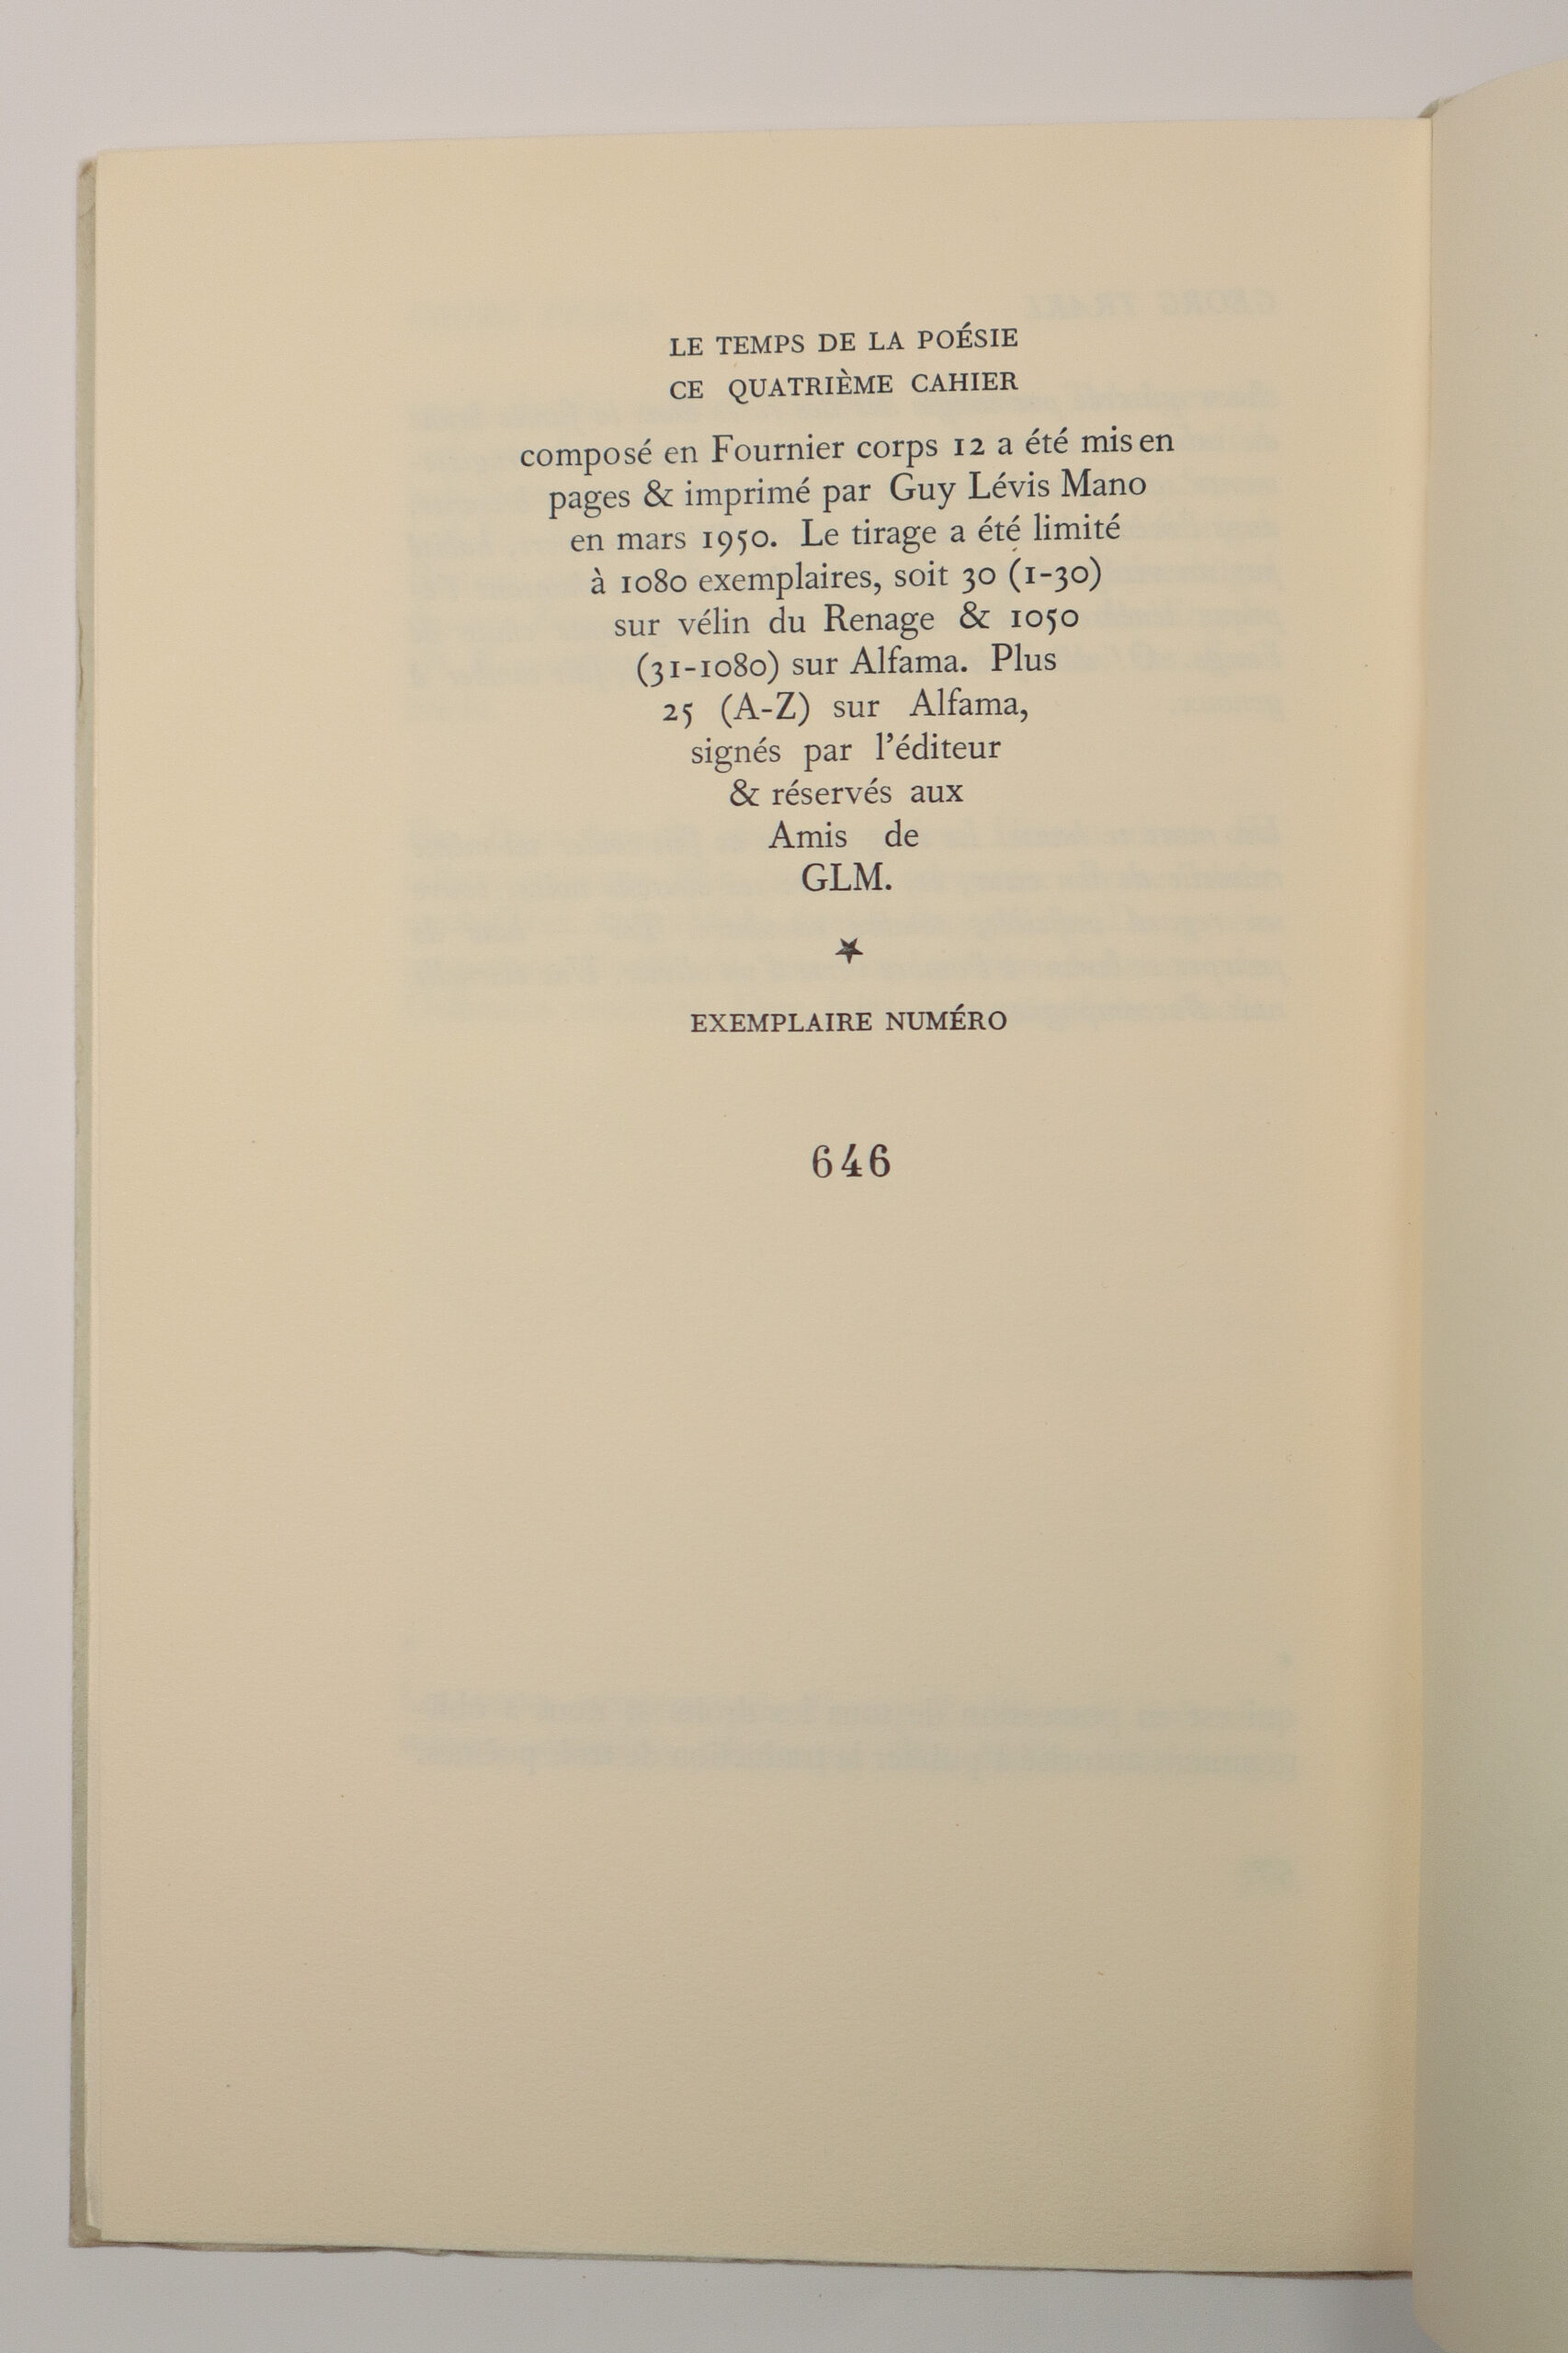 LE TEMPS DE LA POÉSIE
CE QUATRIÈME CAHIER
composé en Fournier corps 12 a été mis en
pages & imprimé par Guy Lévis Mano
en mars 1950. Le tirage a été limité
à 1080 exemplaires, soit 30 (1-30)
sur vélin du Renage & 1050
(31-1080) sur Alfama. Plus
25 (A-Z) sur Alfama,
signés par l'éditeur
& réservés aux
Amis de
GLM.
EXEMPLAIRE NUMÉRO
646